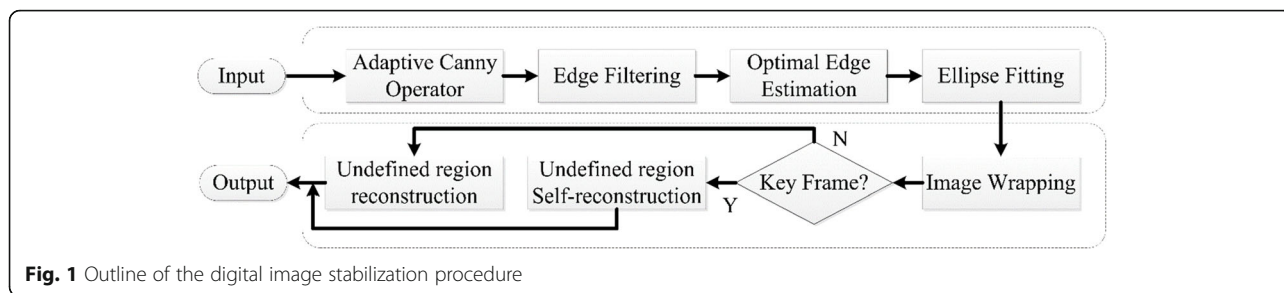 Input
Adaptive Canny
Operator
Edge Filtering
Optimal Edge
Estimation
Ellipse Fitting
Image Wrapping
Key Frame?
N
Y
Undefined region
Self-reconstruction
Undefined region
reconstruction
Output
Fig. 1 Outline of the digital image stabilization procedure